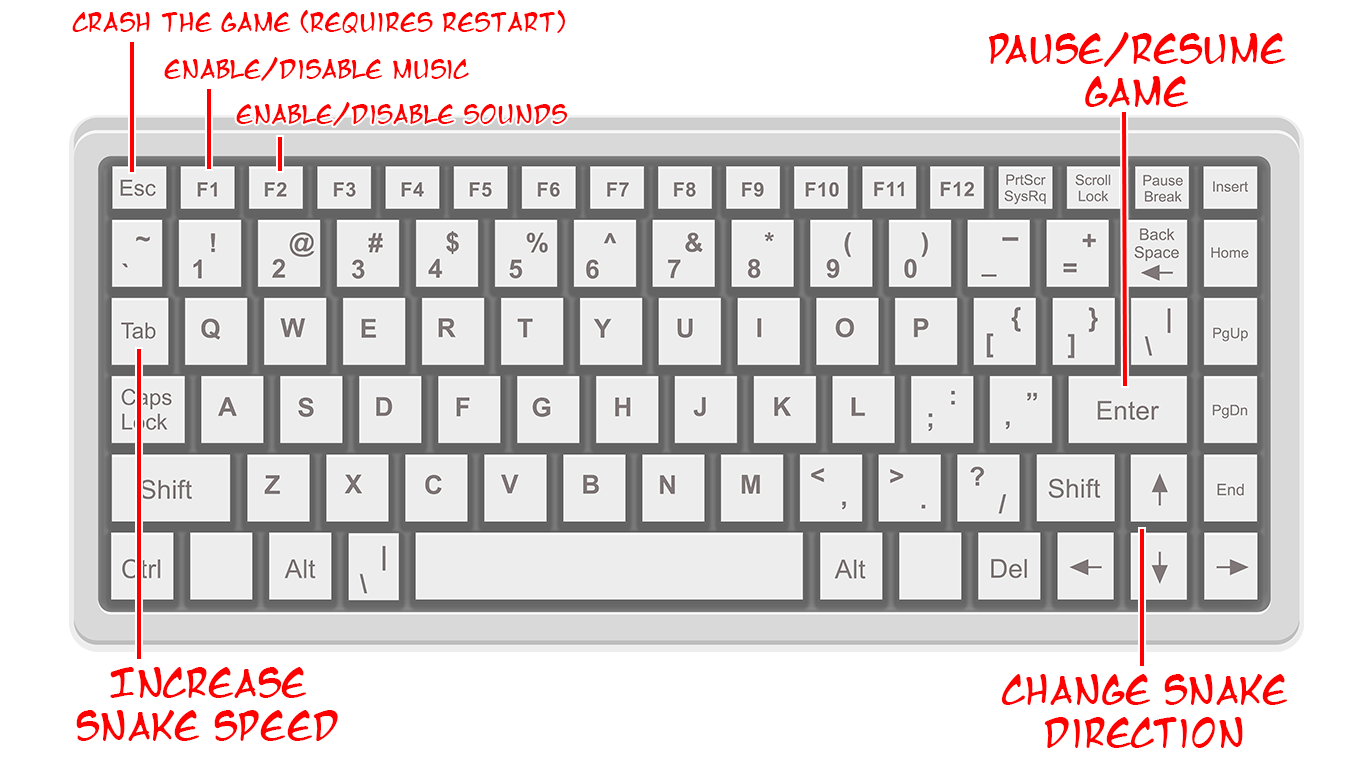 CRASH THE GAME (REQUIRES RESTART)
ENABLE/DISABLE MUSIC
ENABLE/DISABLE SOUNDS
PAUSE/RESUME
GAME
Esc F1 F2 F3 F4 F5 F6 F7 F8 F9 F10 F11 F12 PrtScr SysRq Scroll Lock Pause Break Insert
~ ` ! 1 @ 2 # 3 $ 4 % 5 ^ 6 & 7 * 8 ( 9 ) 0 – _ + = Back Space ← Home
Tab Q W E R T Y U I O P { [ } ] | \ PgUp
Caps Lock A S D F G H J K L : ; ” , Enter PgDn
Shift Z X C V B N M < , > . ? / Shift ↑ End
Ctrl Alt | \ Alt Del ← ↓ →
INCREASE
SNAKE SPEED
CHANGE SNAKE
DIRECTION